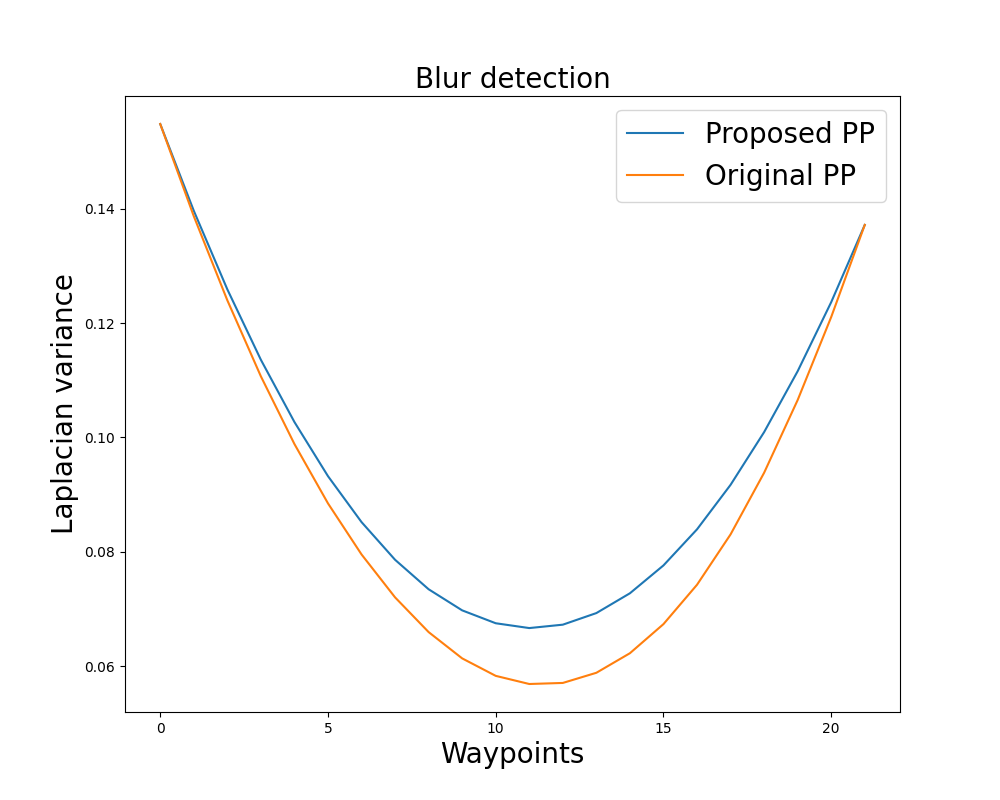 Blur detection
Proposed PP
Original PP
Laplacian variance
0.14
0.12
0.10
0.08
0.06
0 5 10 15 20
Waypoints